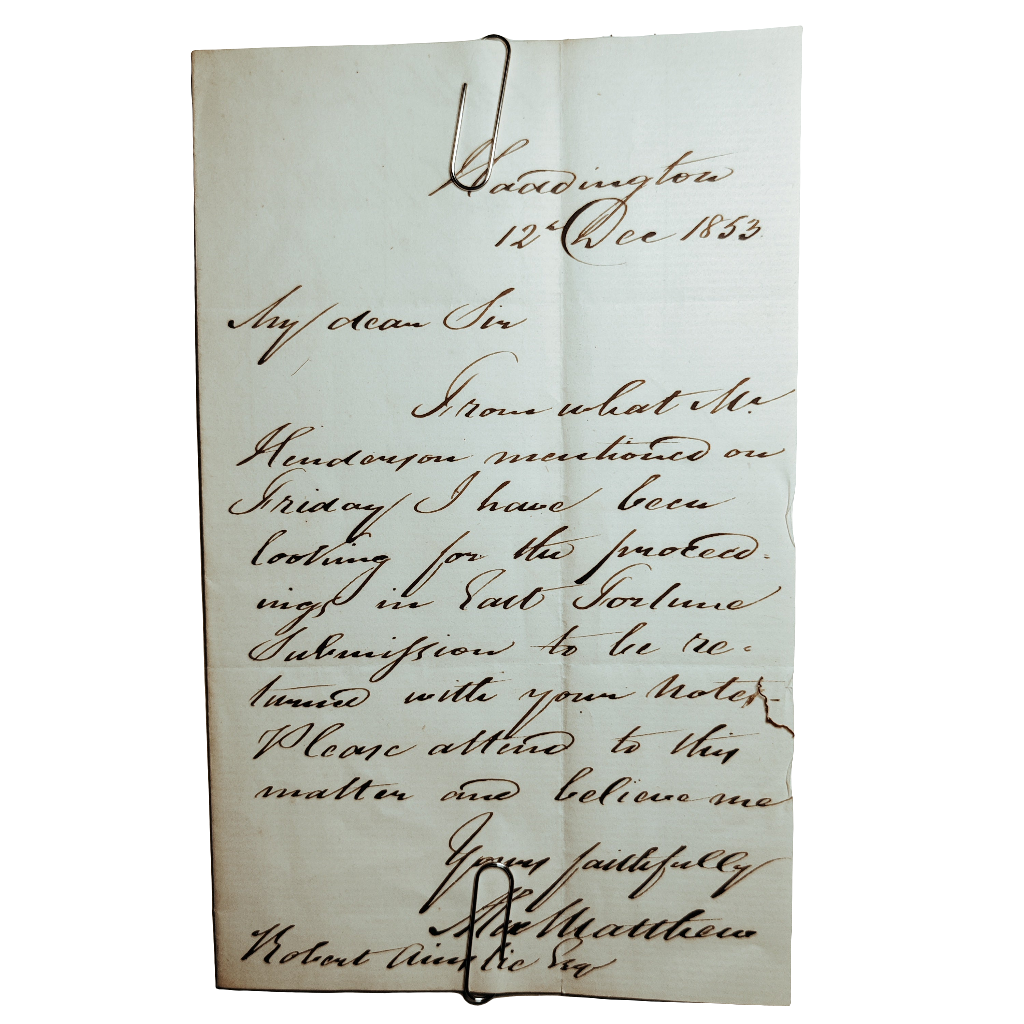 Haddington
12th Dec 1853
My dear Sir
From what Mr
Henderson mentioned on
Friday I have been
looking for the proceed-
ings in East Fortune
Submission to be re-
turned with your Notes
Please attend to this
matter and believe me
Yours faithfully
Alex Matthew
Robert Ainslie Esq